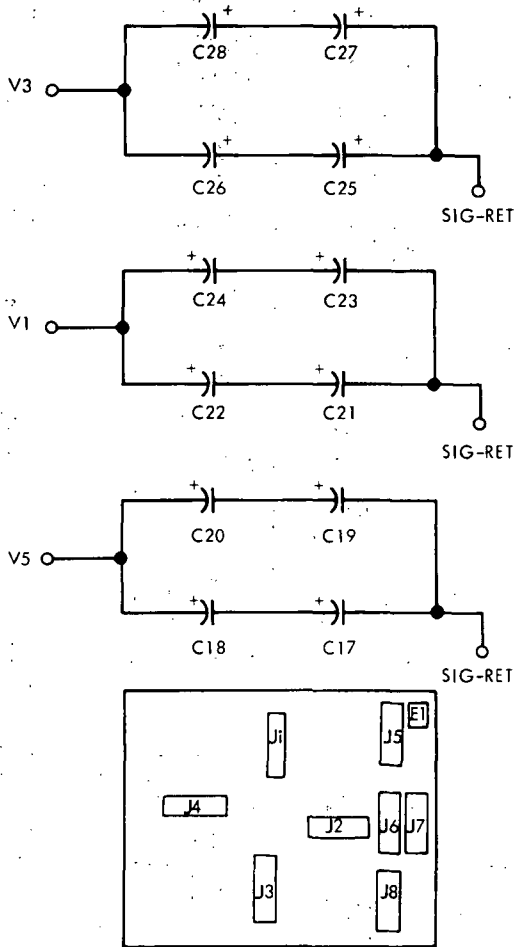 + +
C28 C27
V3
+ +
C26 C25
SIG-RET
+ +
C24 C23
V1
+ +
C22 C21
SIG-RET
+ +
C20 C19
V5
+ +
C18 C17
SIG-RET
J1 J5 E1
J4 J2 J6 J7
J3 J8